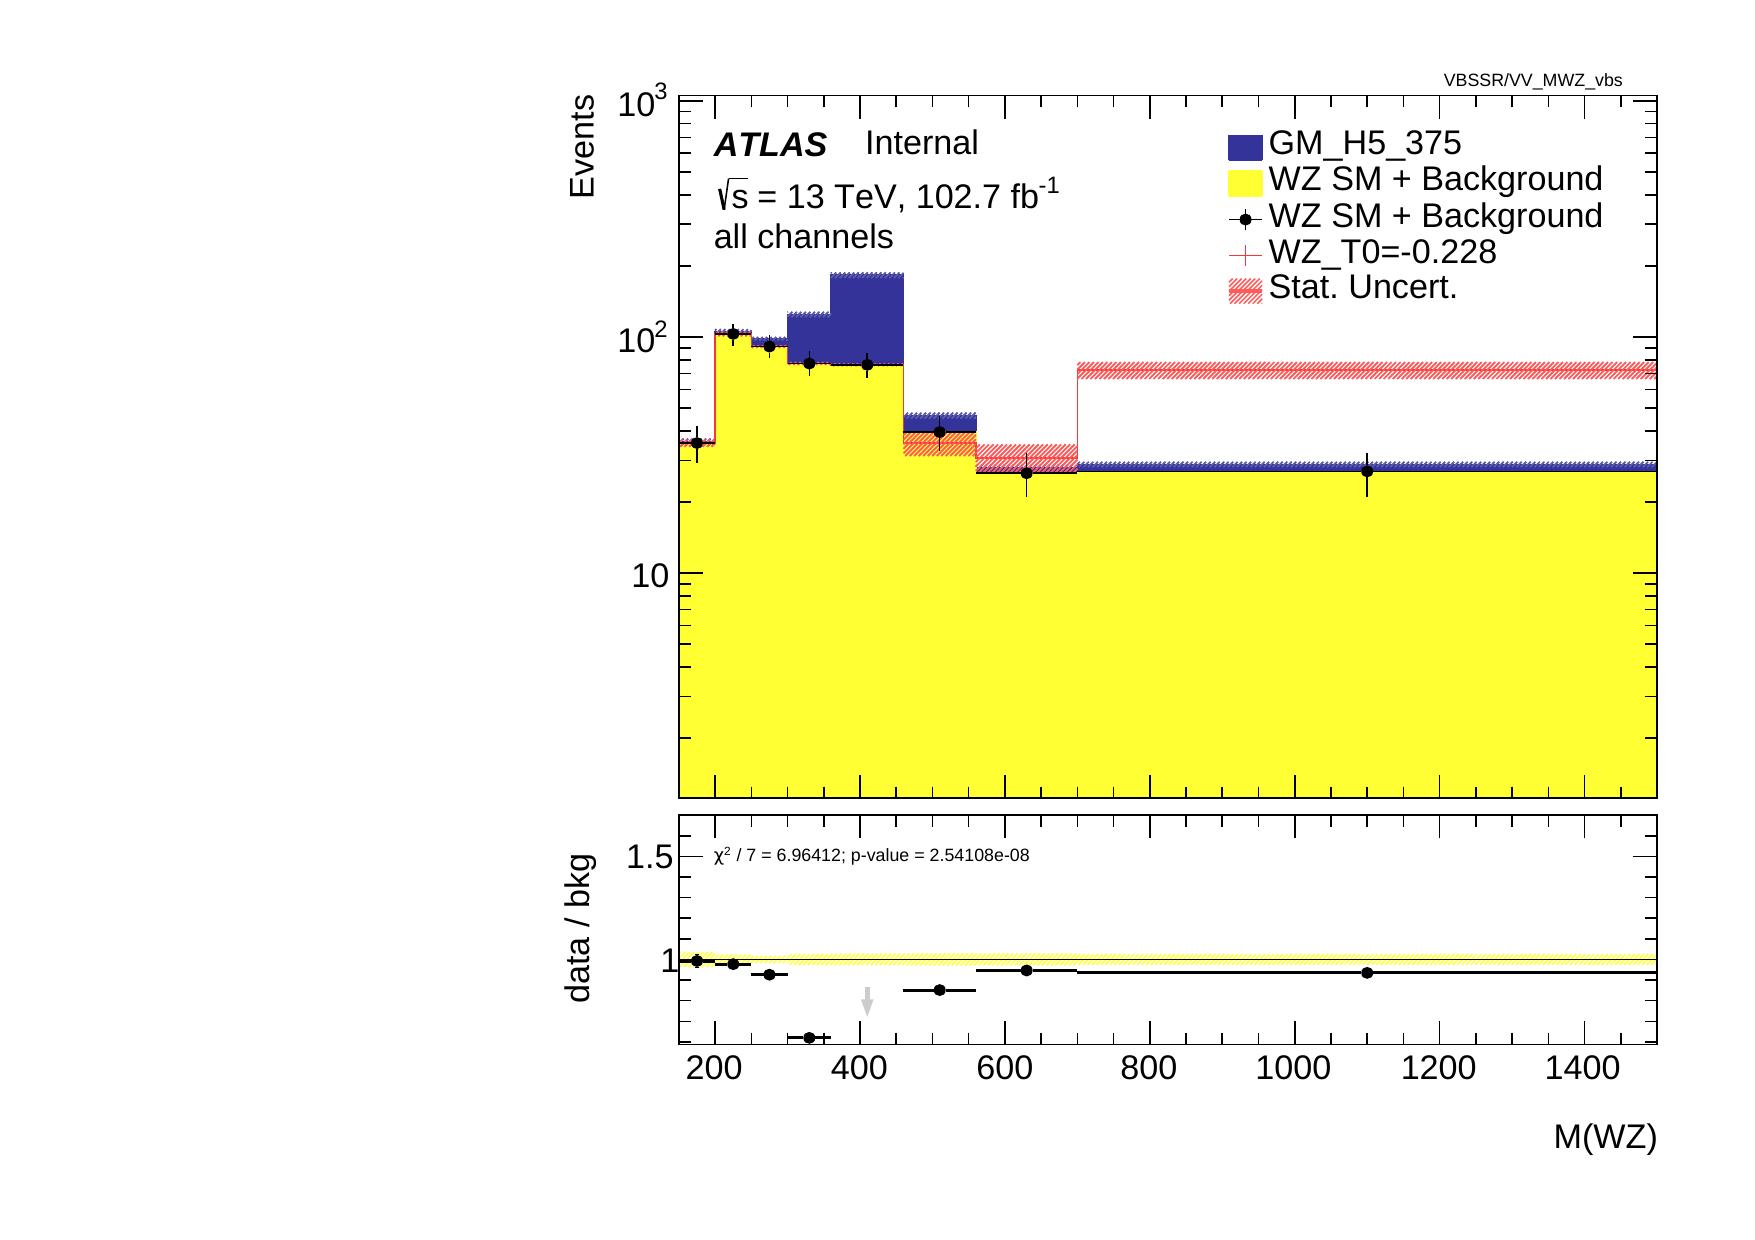 VBSSR/VV_MWZ_vbs
Events
10³
10²
10
ATLAS Internal
√s = 13 TeV, 102.7 fb⁻¹
all channels
GM_H5_375
WZ SM + Background
WZ SM + Background
WZ_T0=-0.228
Stat. Uncert.
data / bkg
1.5
1
χ² / 7 = 6.96412; p-value = 2.54108e-08
200 400 600 800 1000 1200 1400
M(WZ)